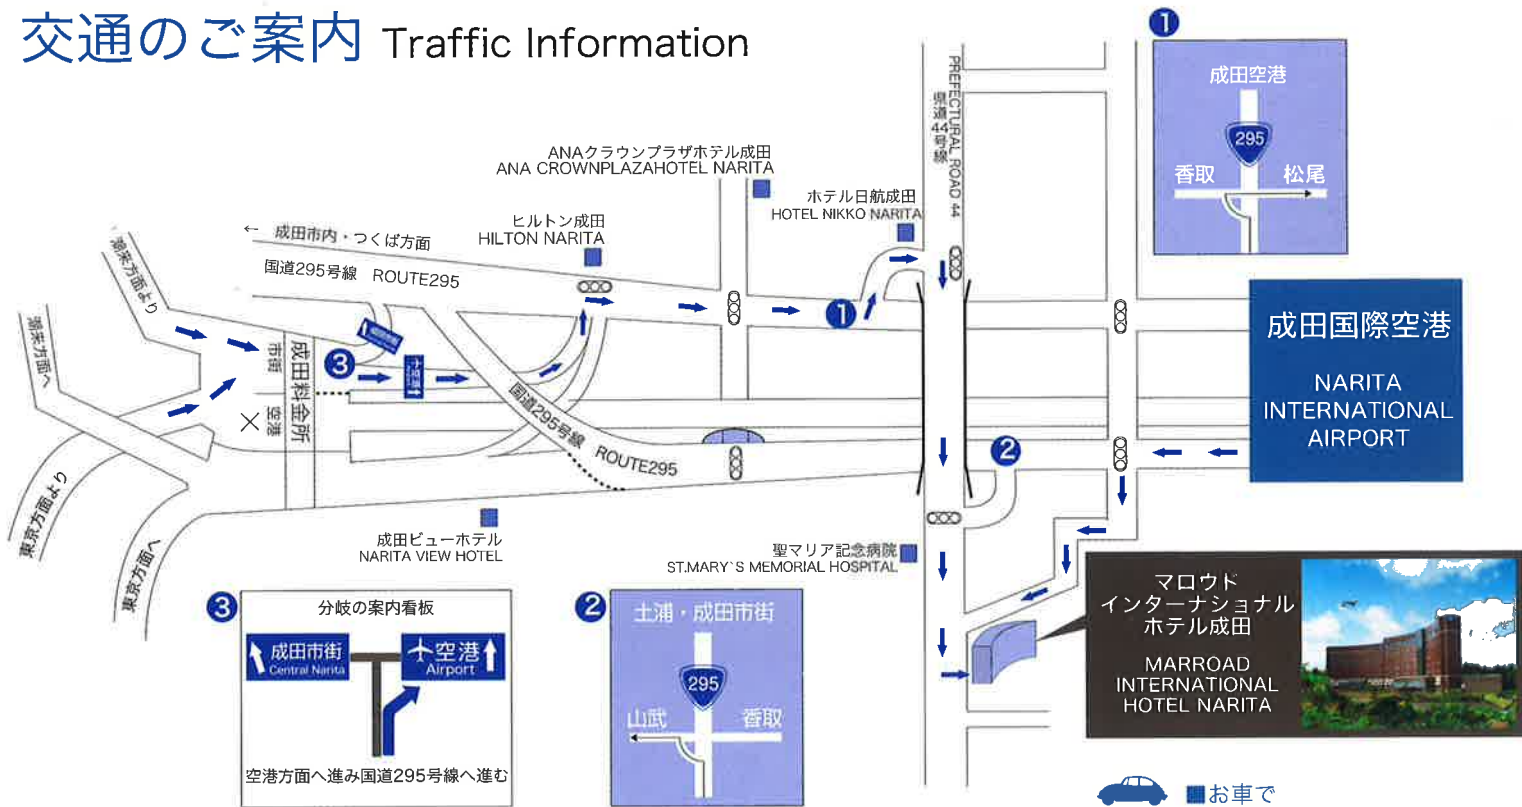 交通のご案内 Traffic Information
1
成田空港
295
香取 松尾
PREFECTURAL ROAD 44
県道44号線
ANAクラウンプラザホテル成田
ANA CROWNPLAZAHOTEL NARITA
ホテル日航成田
HOTEL NIKKO NARITA
ヒルトン成田
HILTON NARITA
← 成田市内・つくば方面
国道295号線 ROUTE295
潮来方面より
潮来方面へ
1
成田国際空港
NARITA
INTERNATIONAL
AIRPORT
3
空港
市街
成田料金所
空港
国道295号線 ROUTE295
2
東京方面より
東京方面へ
成田ビューホテル
NARITA VIEW HOTEL
聖マリア記念病院
ST.MARY`S MEMORIAL HOSPITAL
マロウド
インターナショナル
ホテル成田
MARROAD
INTERNATIONAL
HOTEL NARITA
3
分岐の案内看板
成田市街
Central Narita
空港
Airport
空港方面へ進み国道295号線へ進む
2
土浦・成田市街
295
山武 香取
お車で